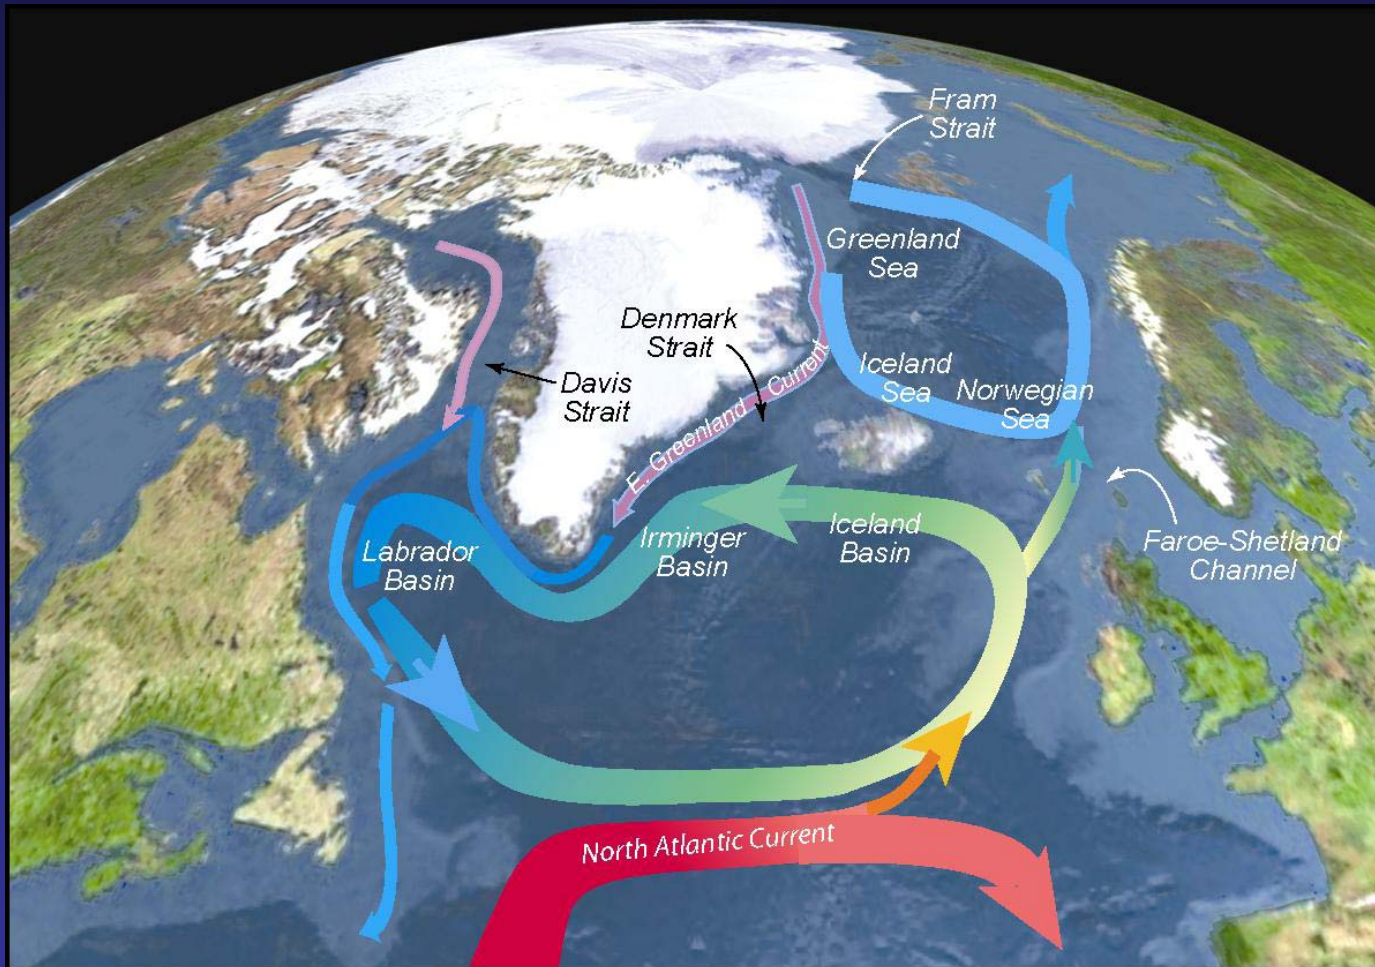 Fram
Strait
Greenland
Sea
Denmark
Strait
Davis
Strait
Iceland
Sea
Norwegian
Sea
E. Greenland Current
Labrador
Basin
Irminger
Basin
Iceland
Basin
Faroe-Shetland
Channel
North Atlantic Current